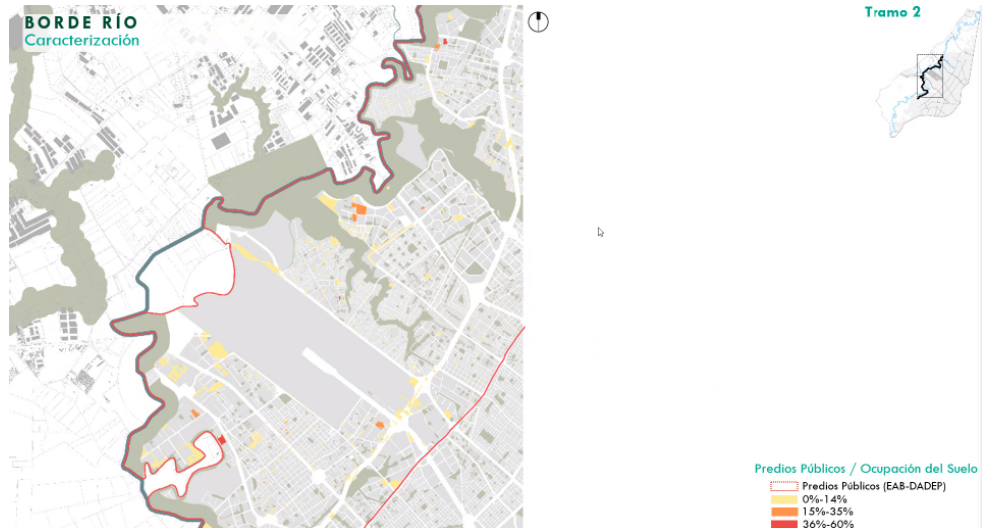 BORDE RÍO
Caracterización
Tramo 2
Predios Públicos / Ocupación del Suelo
Predios Públicos (EAB-DADEP)
0%-14%
15%-35%
36%-60%